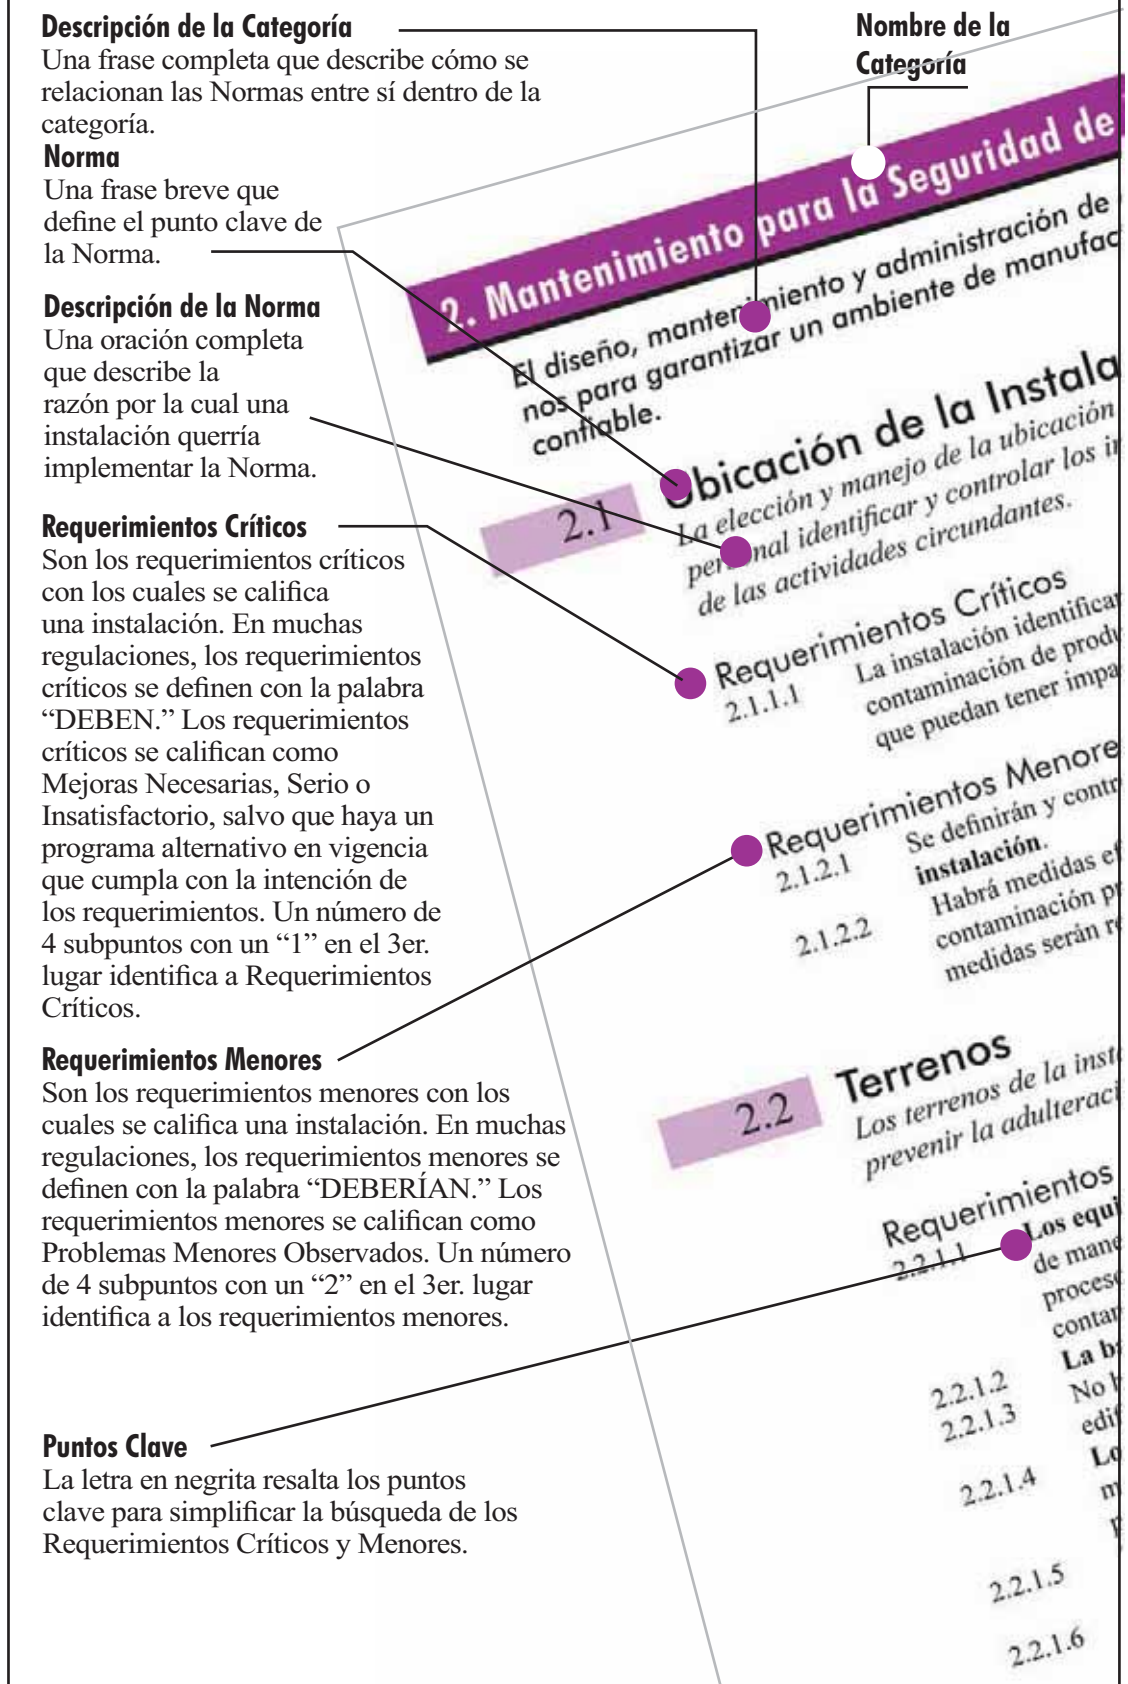 Descripción de la Categoría
Una frase completa que describe cómo se
relacionan las Normas entre sí dentro de la
categoría.
Norma
Una frase breve que
define el punto clave de
la Norma.
Descripción de la Norma
Una oración completa
que describe la
razón por la cual una
instalación querría
implementar la Norma.
Requerimientos Críticos
Son los requerimientos críticos
con los cuales se califica
una instalación. En muchas
regulaciones, los requerimientos
críticos se definen con la palabra
“DEBEN.” Los requerimientos
críticos se califican como
Mejoras Necesarias, Serio o
Insatisfactorio, salvo que haya un
programa alternativo en vigencia
que cumpla con la intención de
los requerimientos. Un número de
4 subpuntos con un “1” en el 3er.
lugar identifica a Requerimientos
Críticos.
Requerimientos Menores
Son los requerimientos menores con los
cuales se califica una instalación. En muchas
regulaciones, los requerimientos menores se
definen con la palabra “DEBERÍAN.” Los
requerimientos menores se califican como
Problemas Menores Observados. Un número
de 4 subpuntos con un “2” en el 3er. lugar
identifica a los requerimientos menores.
Puntos Clave
La letra en negrita resalta los puntos
clave para simplificar la búsqueda de los
Requerimientos Críticos y Menores.
Nombre de la
Categoría
2. Mantenimiento para la Seguridad de
El diseño, mantenimiento y administración de
nos para garantizar un ambiente de manufac
confiable.
2.1 Ubicación de la Instala
La elección y manejo de la ubicación
personal identificar y controlar los
de las actividades circundantes.
Requerimientos Críticos
2.1.1.1 La instalación identificar
contaminación de produ
que puedan tener impa
Requerimientos Menore
2.1.2.1 Se definirán y contr
instalación.
2.1.2.2 Habrá medidas ef
contaminación pr
medidas serán re
2.2 Terrenos
Los terrenos de la inst
prevenir la adulteraci
Requerimientos
2.2.1.1 Los equi
de mane
proceso
contar
2.2.1.2 La b
2.2.1.3 No h
edif
2.2.1.4 Lo
m
2.2.1.5
2.2.1.6